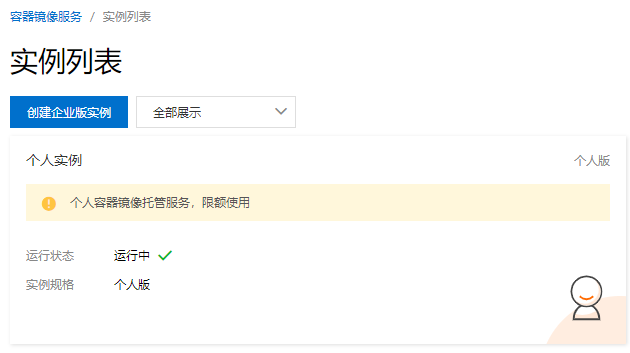 容器镜像服务 / 实例列表
实例列表
创建企业版实例 全部展示
个人实例 个人版
个人容器镜像托管服务，限额使用
运行状态 运行中
实例规格 个人版